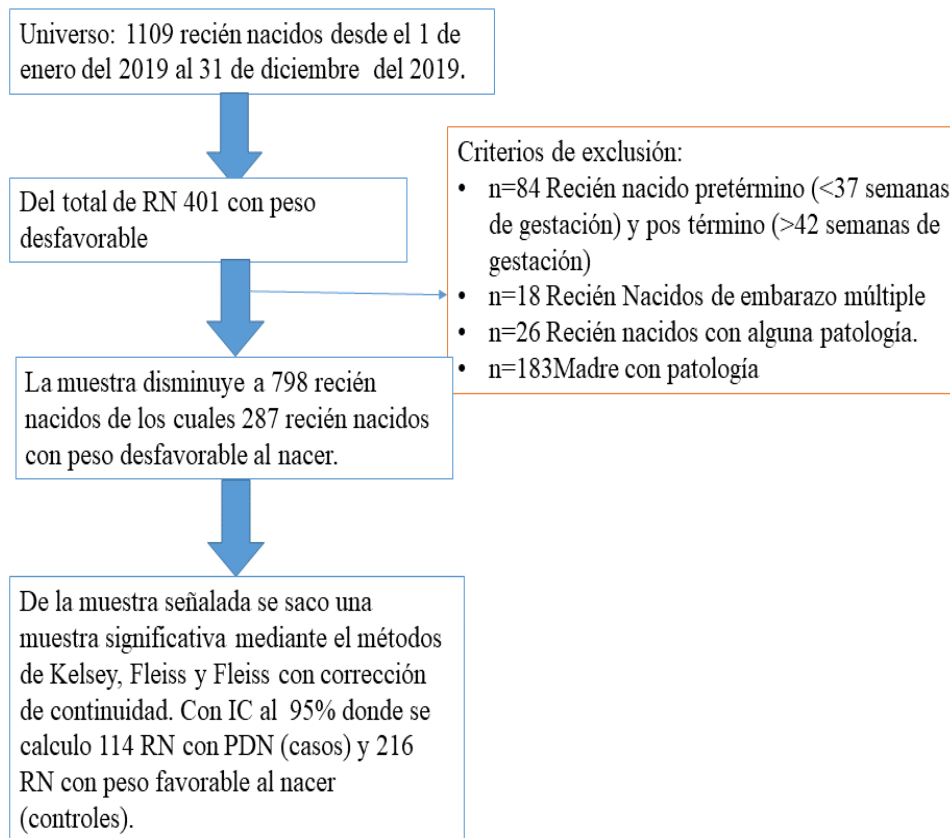 Universo: 1109 recién nacidos desde el 1 de
enero del 2019 al 31 de diciembre del 2019.
Del total de RN 401 con peso
desfavorable
Criterios de exclusión:
• n=84 Recién nacido pretérmino (<37 semanas
de gestación) y pos término (>42 semanas de
gestación)
• n=18 Recién Nacidos de embarazo múltiple
• n=26 Recién nacidos con alguna patología.
• n=183Madre con patología
La muestra disminuye a 798 recién
nacidos de los cuales 287 recién nacidos
con peso desfavorable al nacer.
De la muestra señalada se saco una
muestra significativa mediante el métodos
de Kelsey, Fleiss y Fleiss con corrección
de continuidad. Con IC al 95% donde se
calculo 114 RN con PDN (casos) y 216
RN con peso favorable al nacer
(controles).